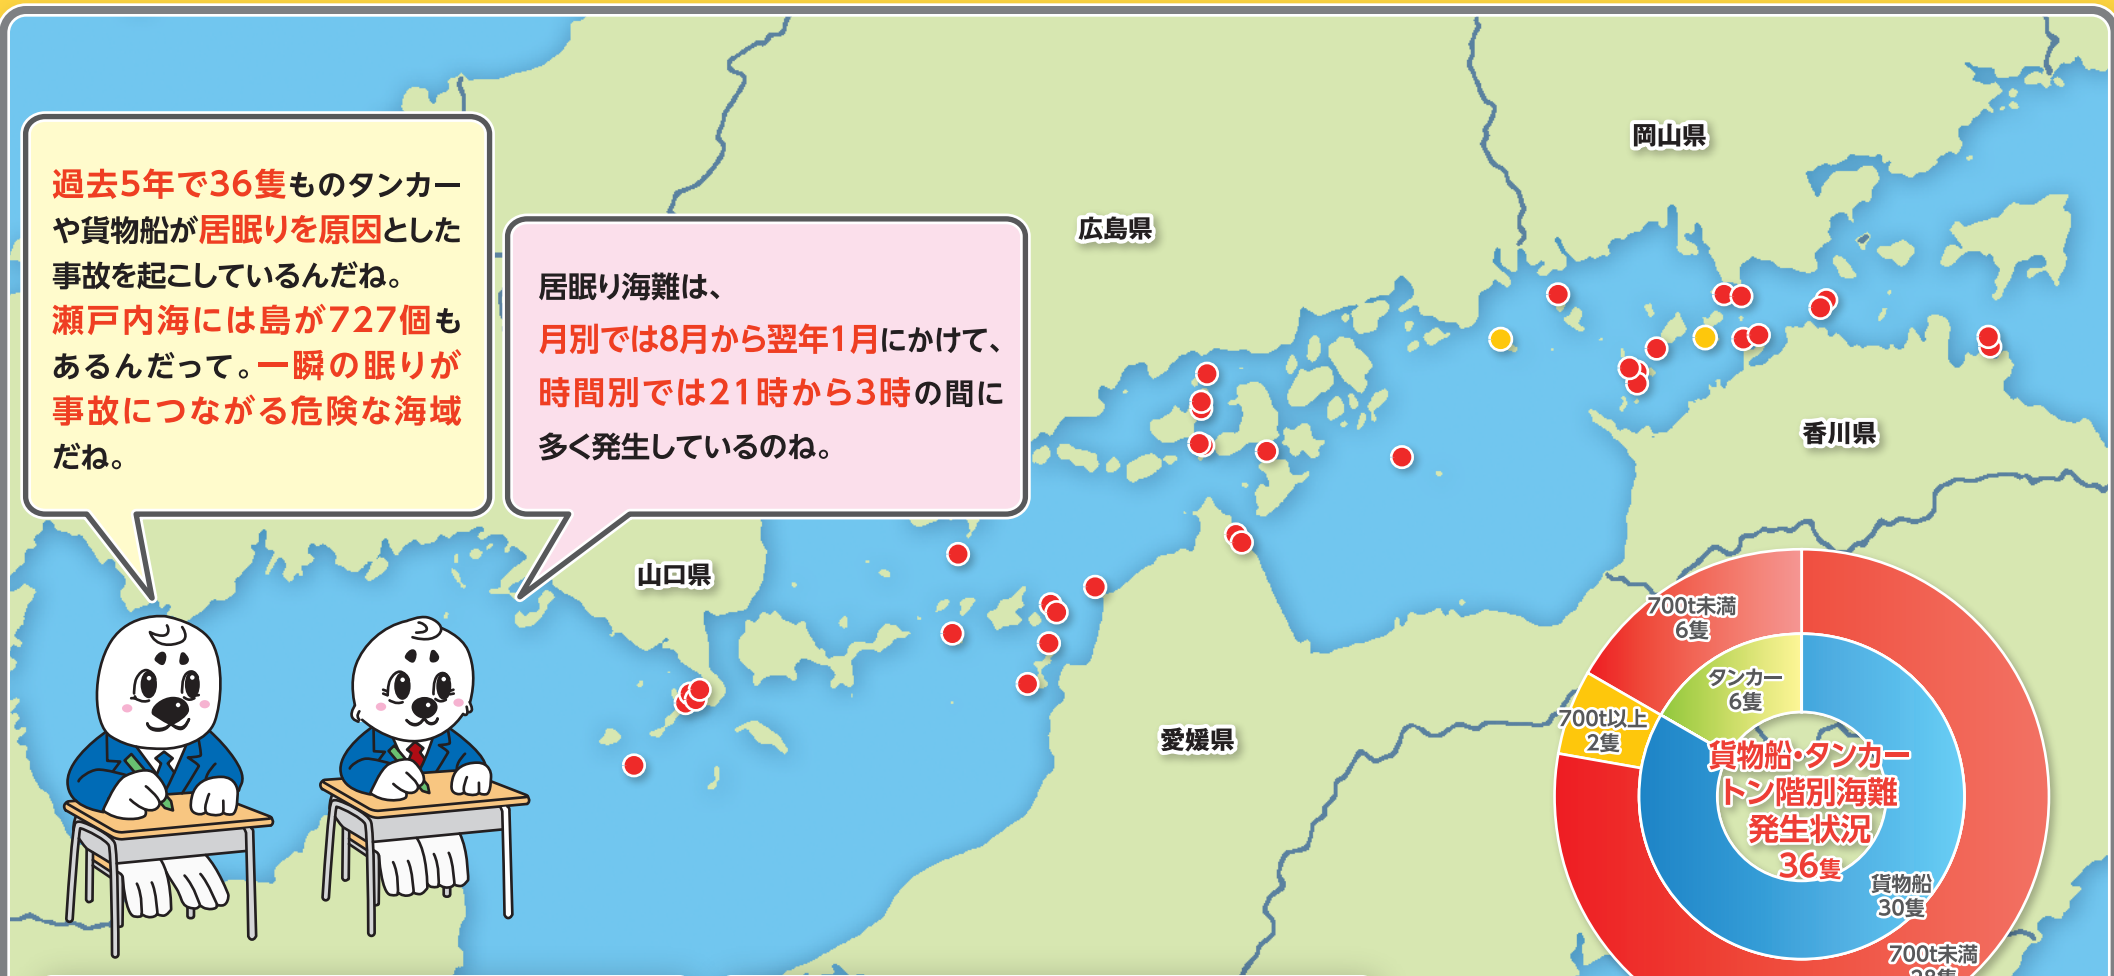 過去5年で36隻ものタンカー
や貨物船が居眠りを原因とした
事故を起こしているんだね。
瀬戸内海には島が727個も
あるんだって。一瞬の眠りが
事故につながる危険な海域
だね。
居眠り海難は、
月別では8月から翌年1月にかけて、
時間別では21時から3時の間に
多く発生しているのね。
岡山県
広島県
香川県
山口県
愛媛県
700t未満
6隻
タンカー
6隻
700t以上
2隻
貨物船・タンカー
トン階別海難
発生状況
36隻
貨物船
30隻
700t未満
28隻